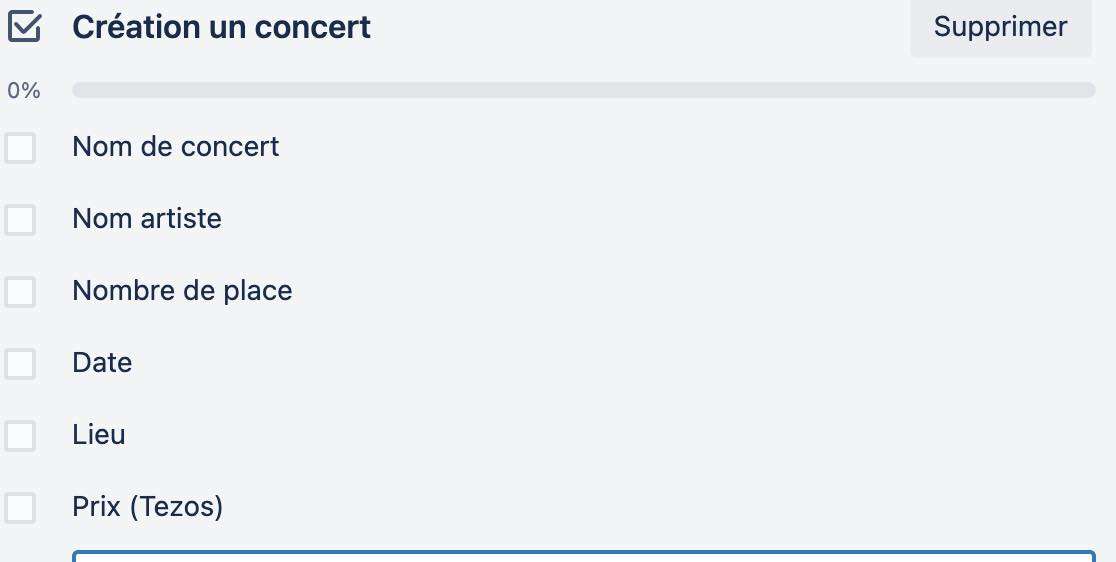 Création un concert
Supprimer
0%
Nom de concert
Nom artiste
Nombre de place
Date
Lieu
Prix (Tezos)